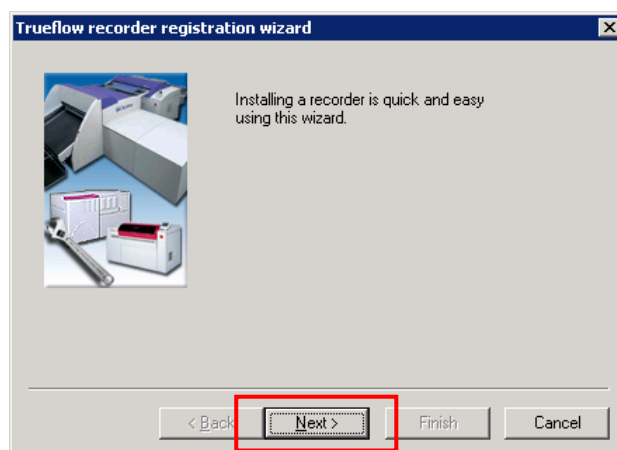 Trueflow recorder registration wizard
Installing a recorder is quick and easy
using this wizard.
< Back
Next >
Finish
Cancel